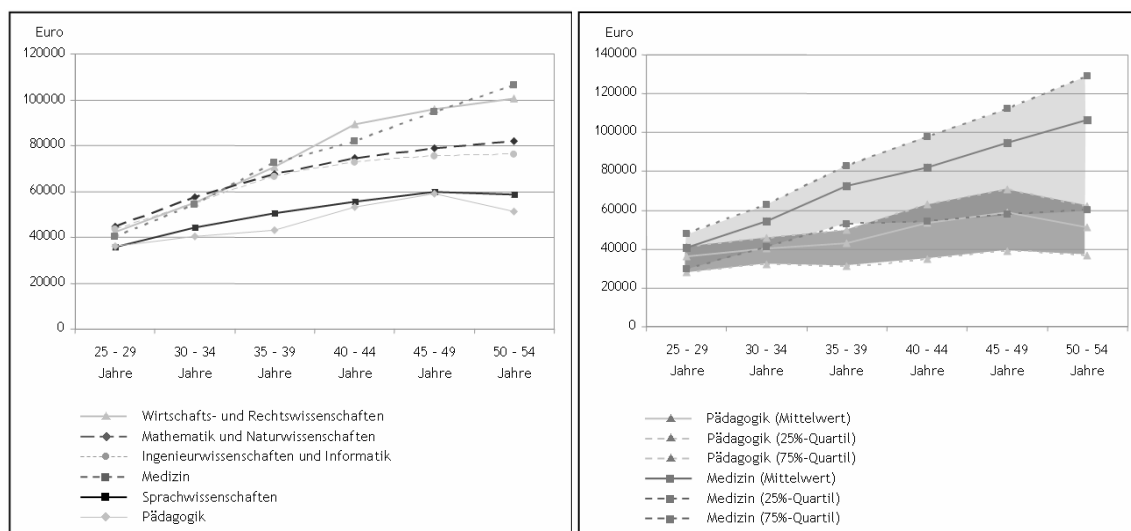 Euro
120000
100000
80000
60000
40000
20000
0
25 - 29 30 - 34 35 - 39 40 - 44 45 - 49 50 - 54
Jahre Jahre Jahre Jahre Jahre Jahre
Wirtschafts- und Rechtswissenschaften
Mathematik und Naturwissenschaften
Ingenieurwissenschaften und Informatik
Medizin
Sprachwissenschaften
Pädagogik
Euro
140000
120000
100000
80000
60000
40000
20000
0
25 - 29 30 - 34 35 - 39 40 - 44 45 - 49 50 - 54
Jahre Jahre Jahre Jahre Jahre Jahre
Pädagogik (Mittelwert)
Pädagogik (25%-Quartil)
Pädagogik (75%-Quartil)
Medizin (Mittelwert)
Medizin (25%-Quartil)
Medizin (75%-Quartil)